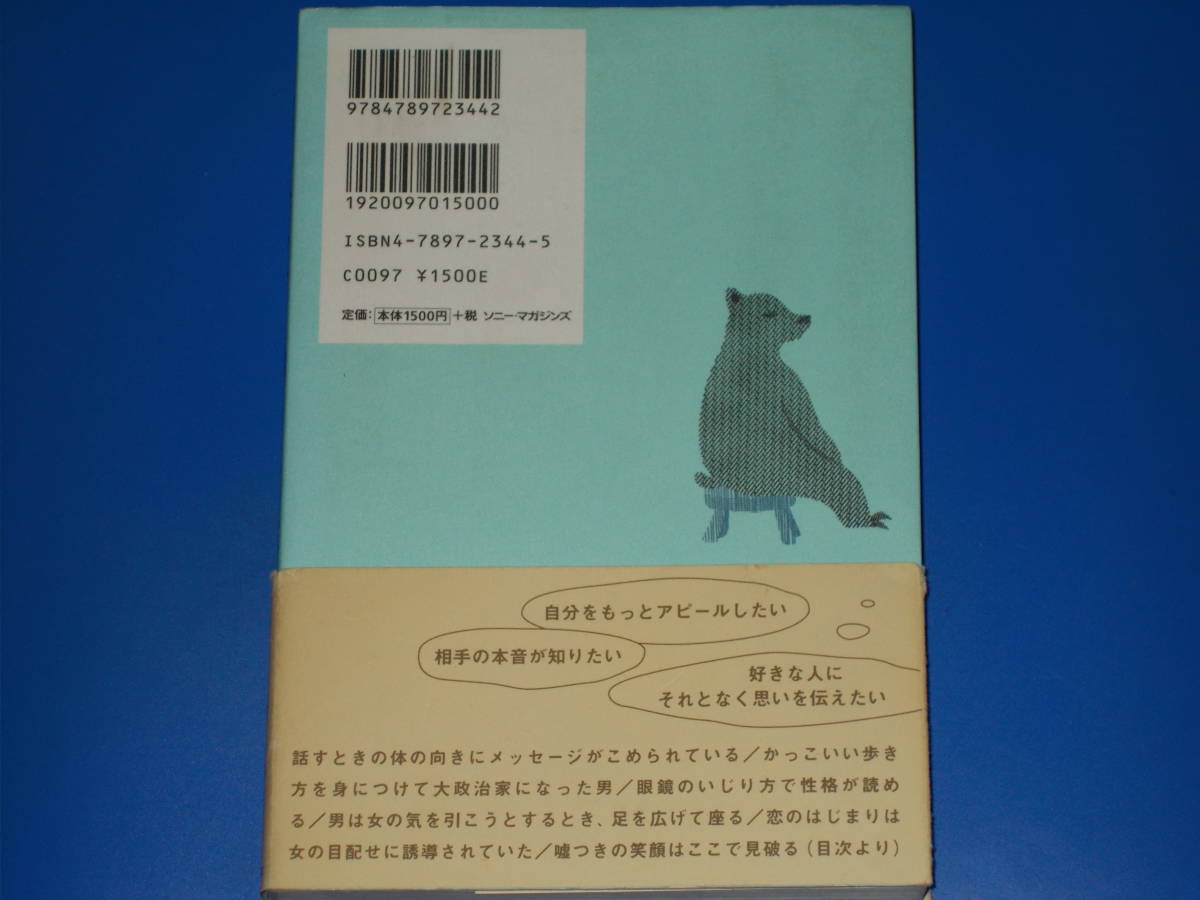 9784789723442
1920097015000
ISBN4-7897-2344-5
C0097 ¥1500E
定価:本体1500円+税 ソニー・マガジンズ
自分をもっとアピールしたい
相手の本音が知りたい
好きな人に
それとなく思いを伝えたい
話すときの体の向きにメッセージがこめられている/かっこいい歩き
方を身につけて大政治家になった男/眼鏡のいじり方で性格が読め
る/男は女の気を引こうとするとき、足を広げて座る/恋のはじまりは
女の目配せに誘導されていた/嘘つきの笑顔はここで見破る(目次より)